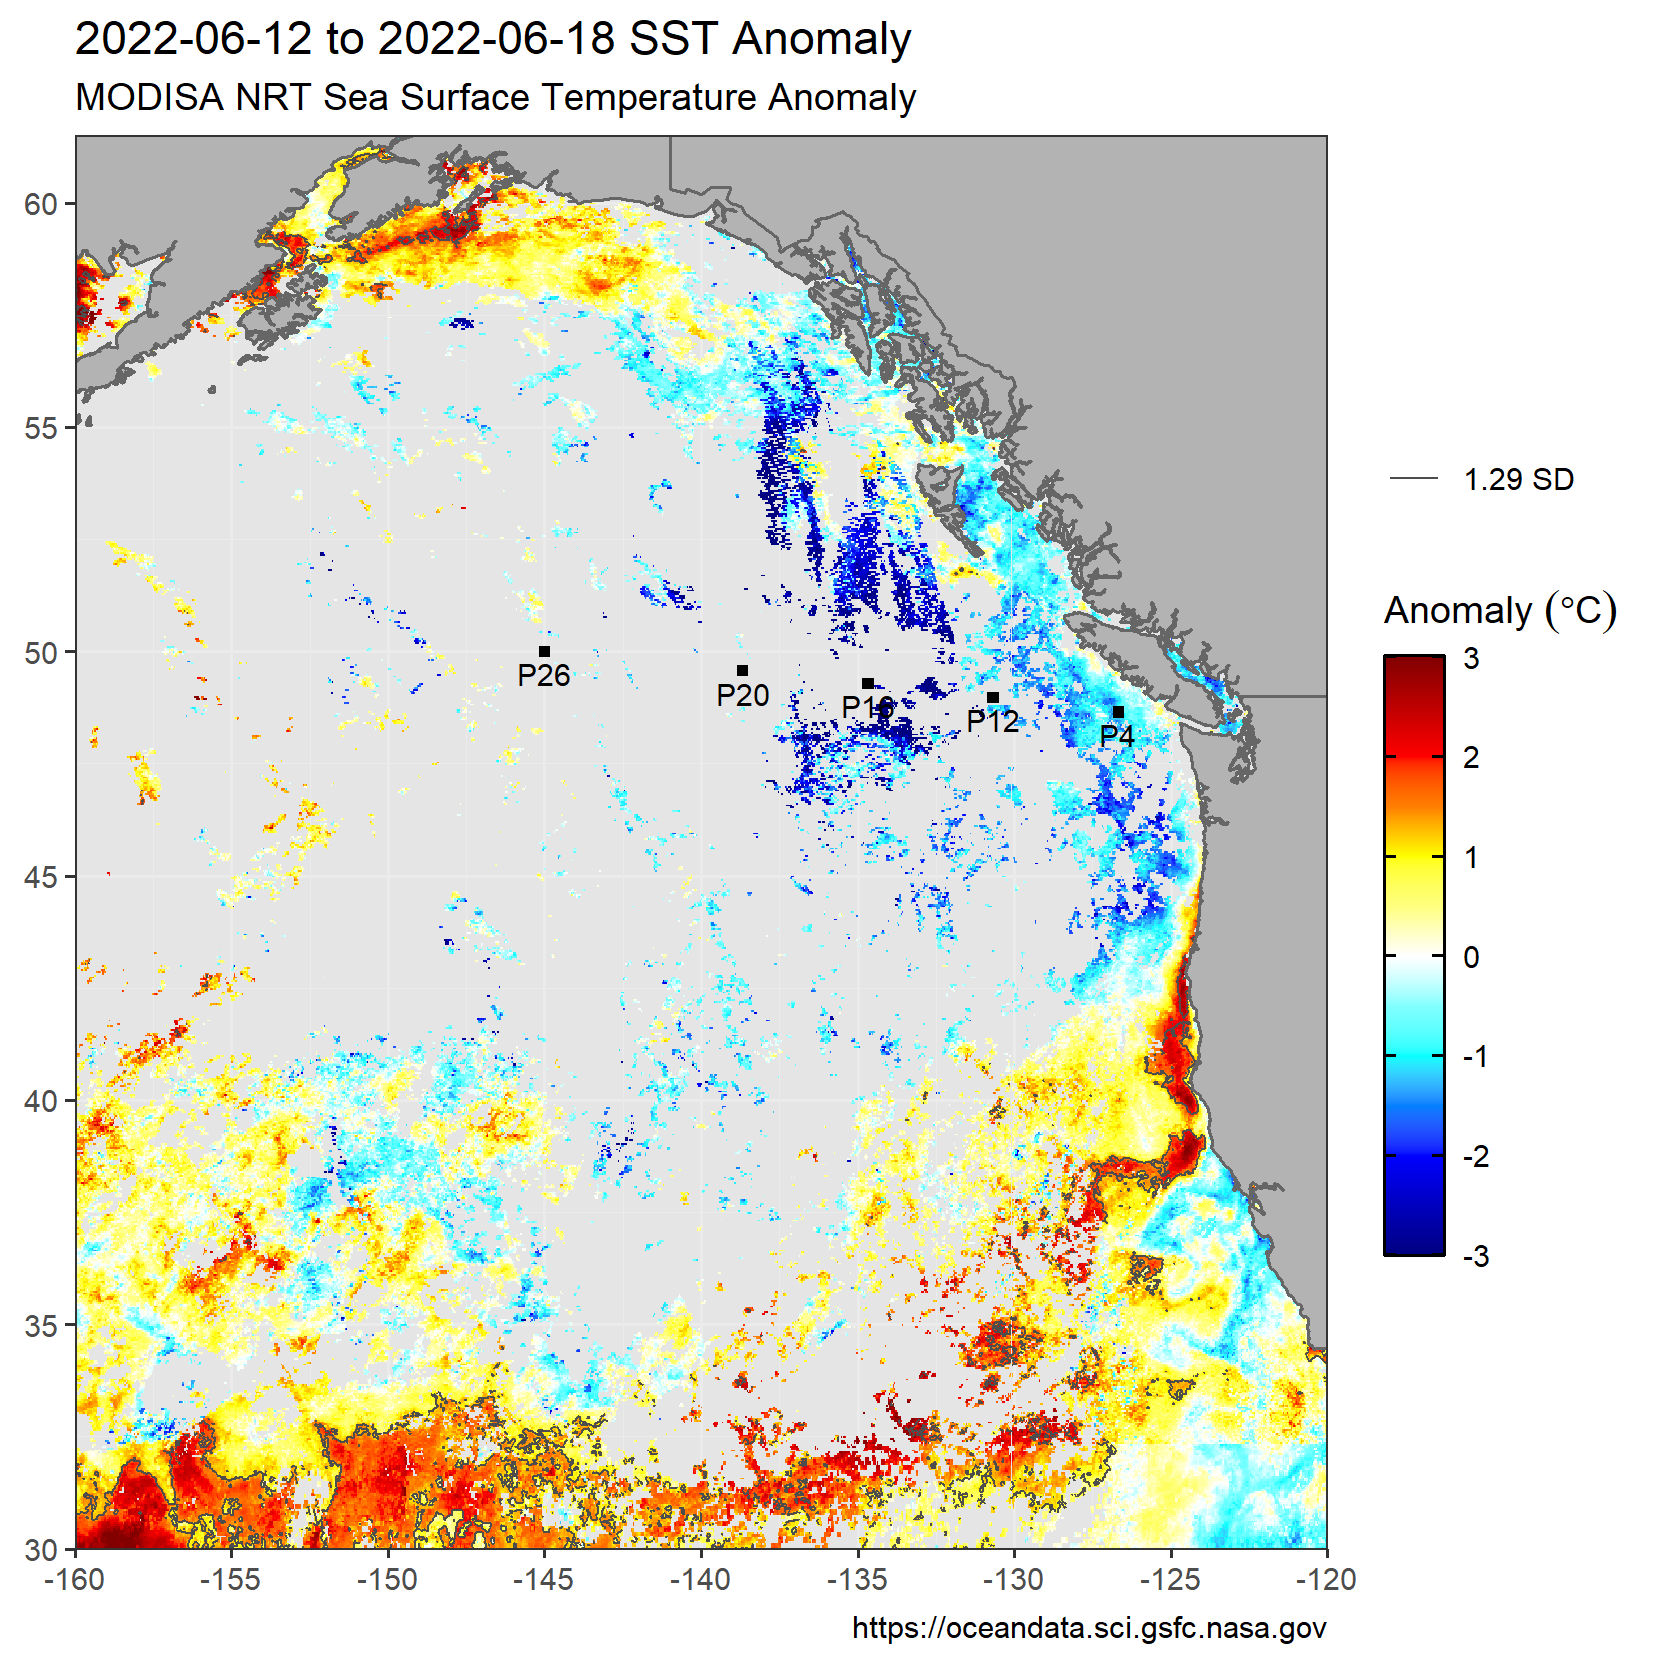 2022-06-12 to 2022-06-18 SST Anomaly
MODISA NRT Sea Surface Temperature Anomaly
60
55
50
45
40
35
30
-160
-155
-150
-145
-140
-135
-130
-125
-120
P26
P20
P16
P12
P4
1.29 SD
Anomaly (°C)
3
2
1
0
-1
-2
-3
https://oceandata.sci.gsfc.nasa.gov